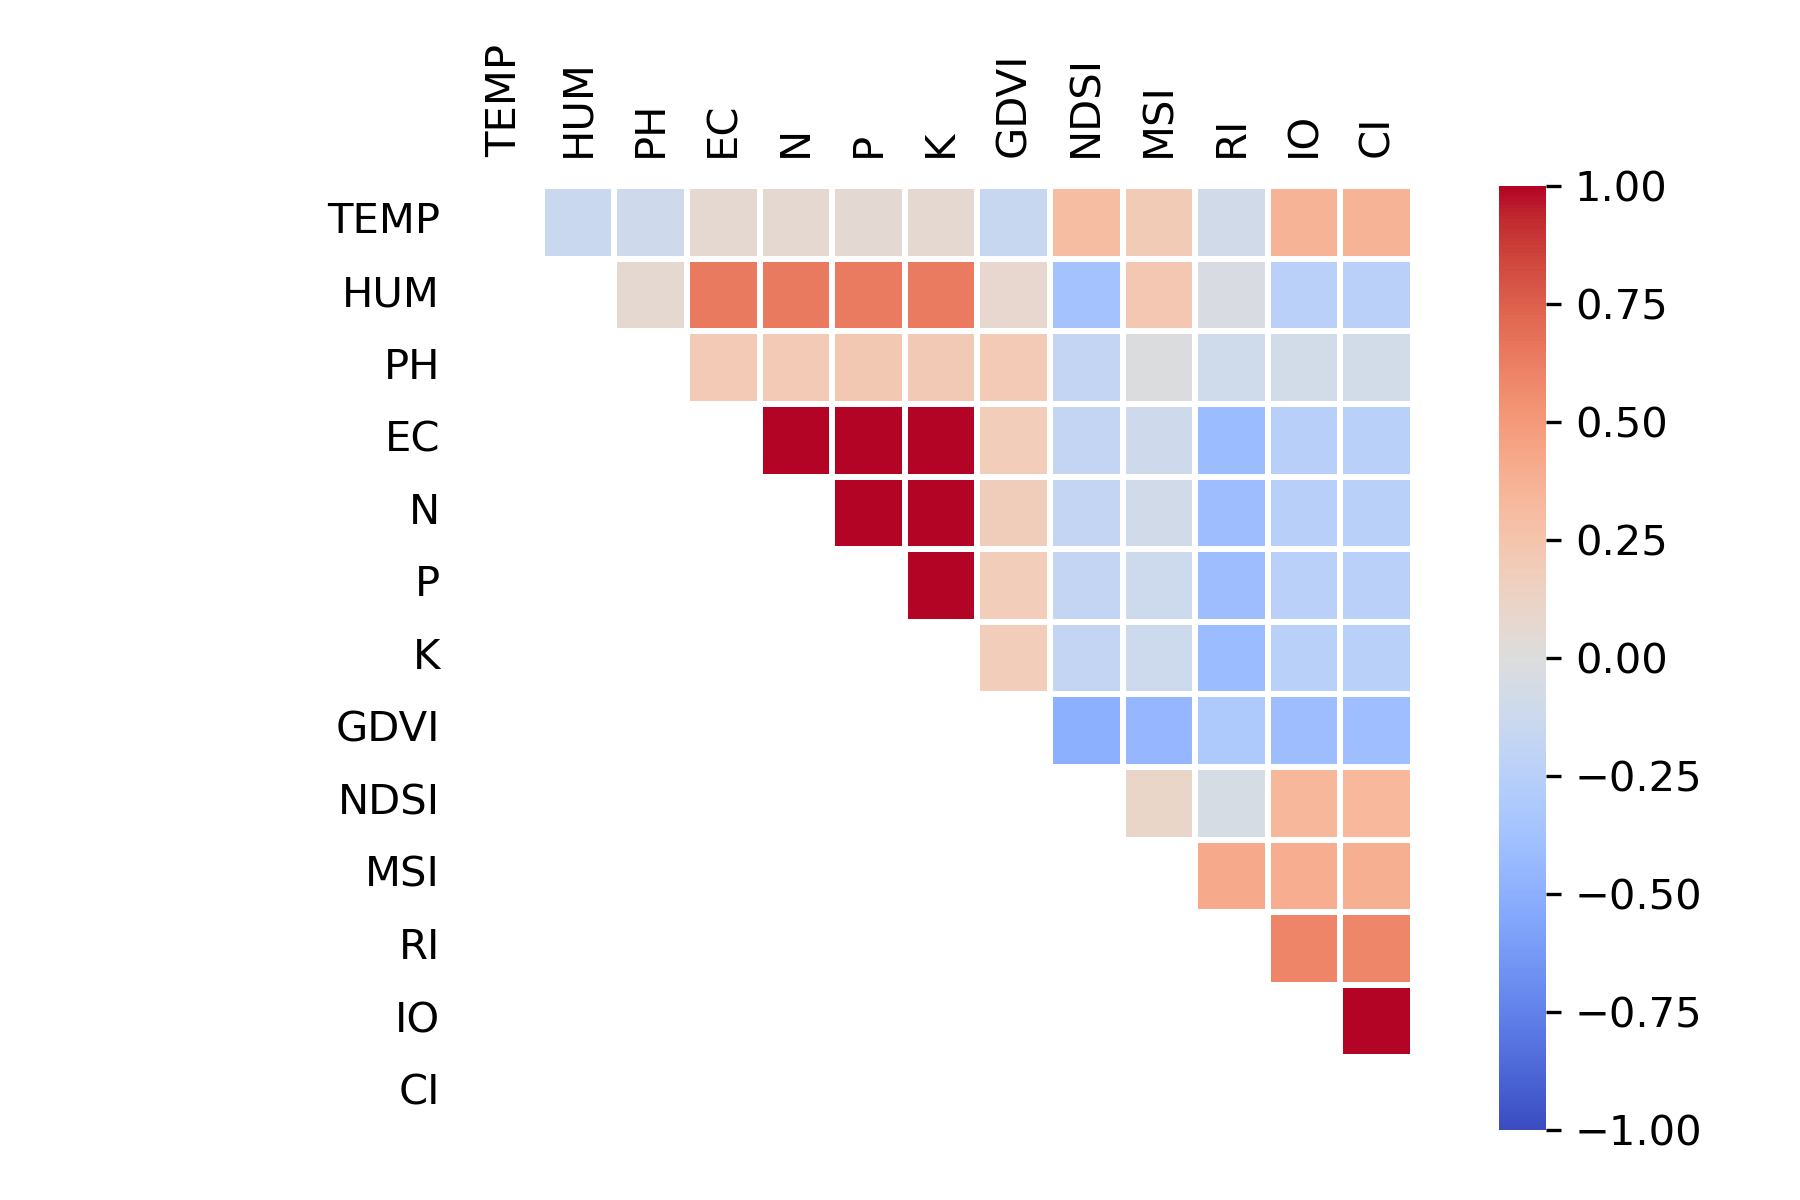 TEMP HUM PH EC N P K GDVI NDSI MSI RI IO CI
TEMP
HUM
PH
EC
N
P
K
GDVI
NDSI
MSI
RI
IO
CI
1.00
0.75
0.50
0.25
0.00
−0.25
−0.50
−0.75
−1.00